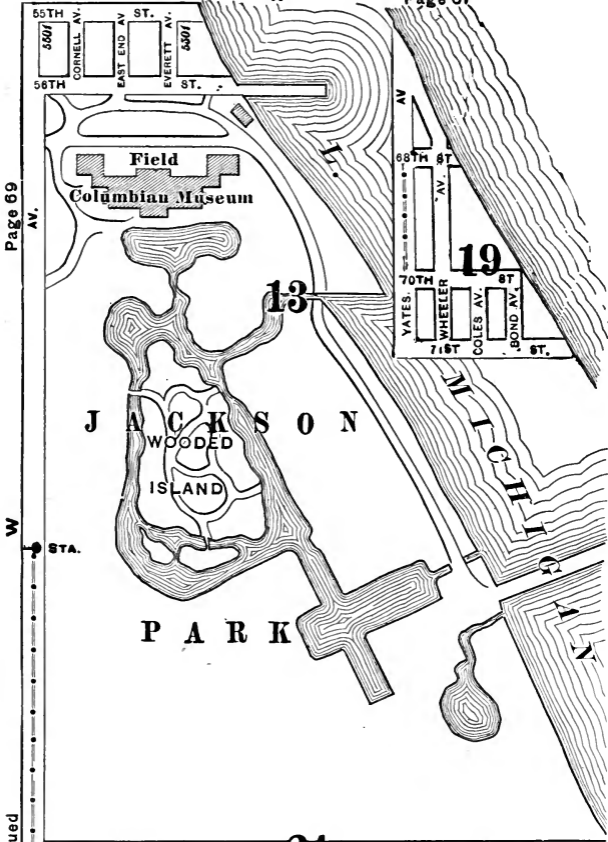 55TH ST.
5501
CORNELL AV.
EAST END AV
EVERETT AV.
5501
56TH ST.
Page 69
AV.
Field
Columbian Museum
L. MICHIGAN
AV
68TH ST
AV.
19
70TH ST
YATES.
WHEELER
COLES AV.
BOND AV.
71ST ST.
13
JACKSON
WOODED
ISLAND
W
STA.
PARK
ued